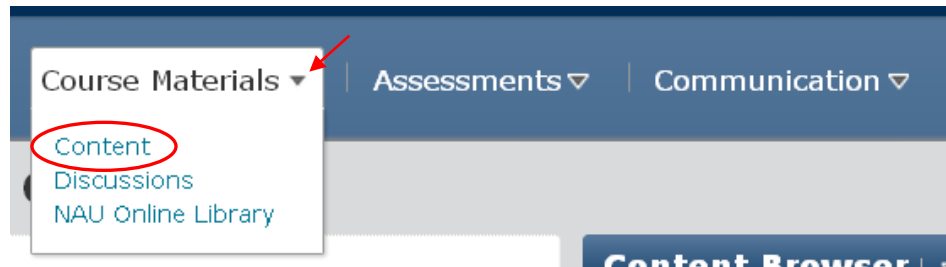 Course Materials Assessments Communication
Content
Discussions
NAU Online Library
Content Browser